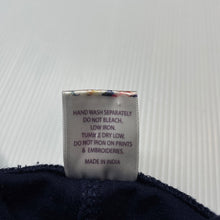 HAND WASH SEPARATELY
DO NOT BLEACH,
LOW IRON.
TUMBLE DRY LOW.
DO NOT IRON ON PRINTS
& EMBROIDERIES.
MADE IN INDIA